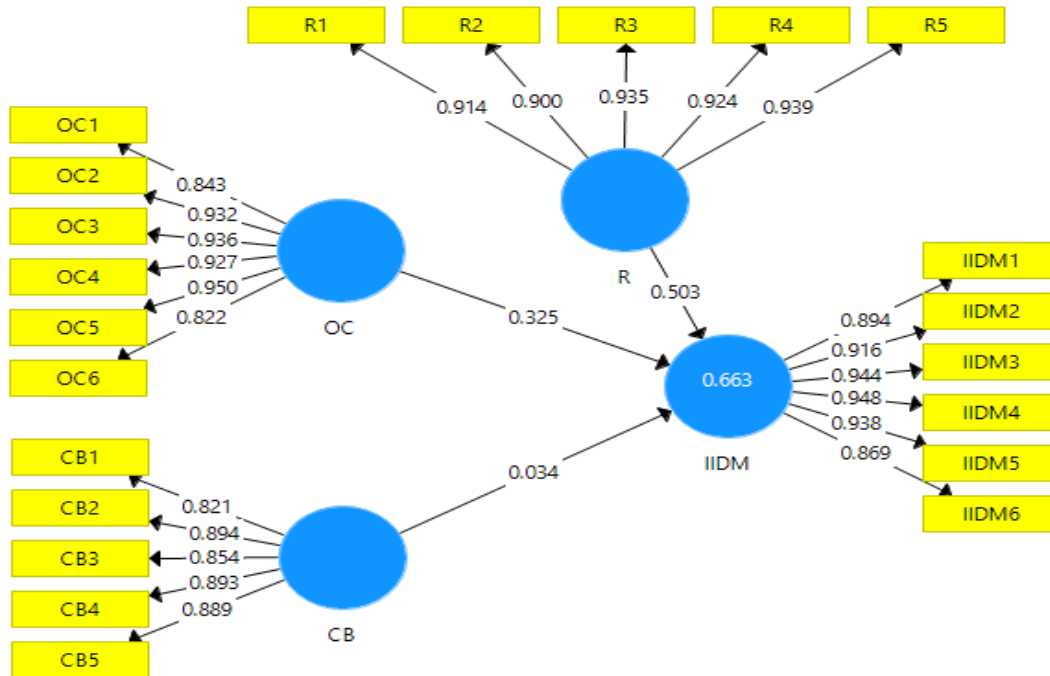 R1 R2 R3 R4 R5
0.914 0.900 0.935 0.924 0.939
OC1
OC2
OC3
OC4
OC5
OC6
0.843
0.932
0.936
0.927
0.950
0.822
OC
R
0.325
0.503
IIDM1
IIDM2
IIDM3
IIDM4
IIDM5
IIDM6
0.894
0.916
0.944
0.948
0.938
0.869
0.663
IIDM
CB1
CB2
CB3
CB4
CB5
0.821
0.894
0.854
0.893
0.889
CB
0.034